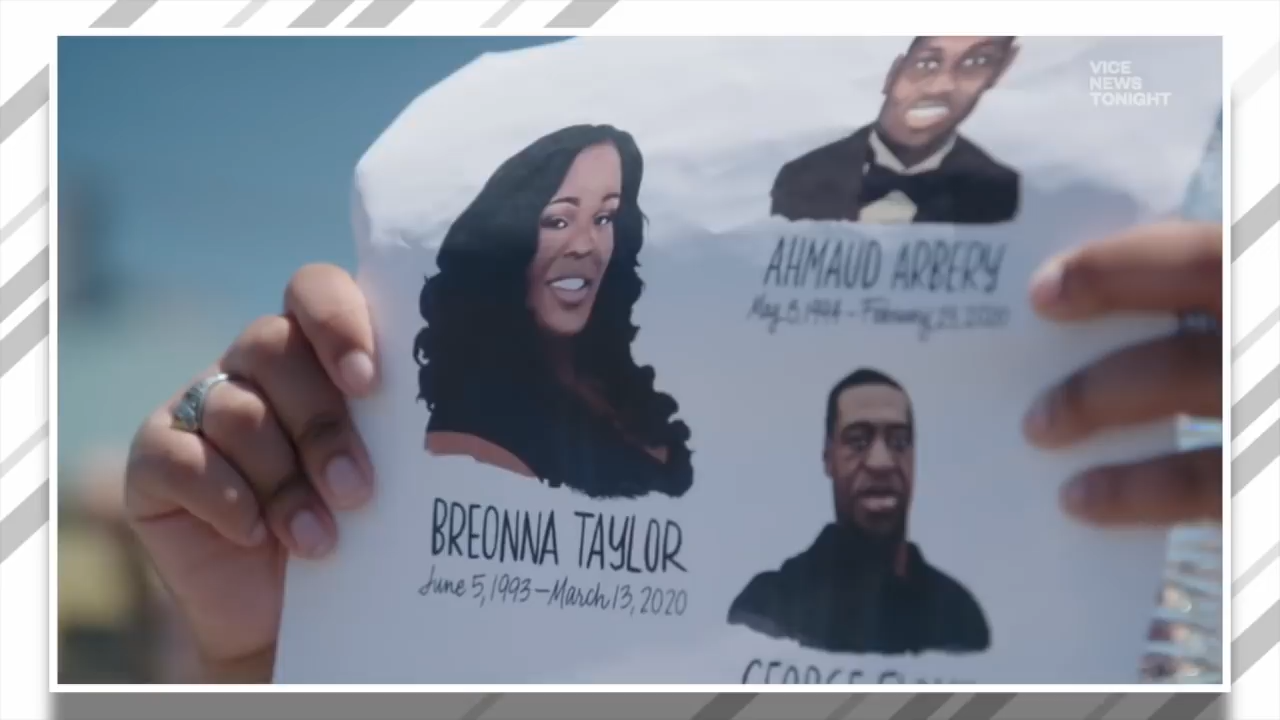 VICE
NEWS
TONIGHT
AHMAUD ARBERY
May 8, 1994 – February 23, 2020
BREONNA TAYLOR
June 5, 1993 – March 13, 2020
GEORGE